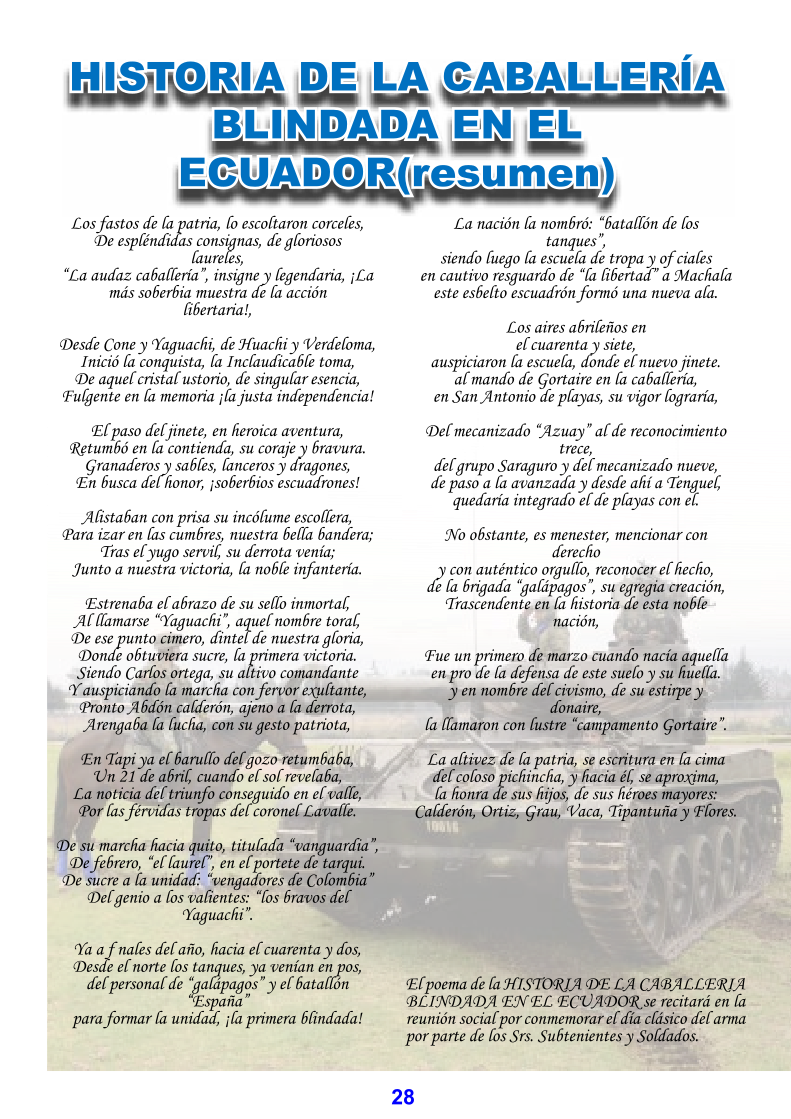 HISTORIA DE LA CABALLERÍA
BLINDADA EN EL
ECUADOR(resumen)
Los fastos de la patria, lo escoltaron corceles,
De espléndidas consignas, de gloriosos
laureles,
“La audaz caballería”, insigne y legendaria, ¡La
más soberbia muestra de la acción
libertaria!,
Desde Cone y Yaguachi, de Huachi y Verdeloma,
Inició la conquista, la Inclaudicable toma,
De aquel cristal ustorio, de singular esencia,
Fulgente en la memoria ¡la justa independencia!
El paso del jinete, en heroica aventura,
Retumbó en la contienda, su coraje y bravura.
Granaderos y sables, lanceros y dragones,
En busca del honor, ¡soberbios escuadrones!
Alistaban con prisa su incólume escollera,
Para izar en las cumbres, nuestra bella bandera;
Tras el yugo servil, su derrota venía;
Junto a nuestra victoria, la noble infantería.
Estrenaba el abrazo de su sello inmortal,
Al llamarse “Yaguachi”, aquel nombre toral,
De ese punto cimero, dintel de nuestra gloria,
Donde obtuviera sucre, la primera victoria.
Siendo Carlos ortega, su altivo comandante
Y auspiciando la marcha con fervor exultante,
Pronto Abdón calderón, ajeno a la derrota,
Arengaba la lucha, con su gesto patriota,
En Tapi ya el barullo del gozo retumbaba,
Un 21 de abril, cuando el sol revelaba,
La noticia del triunfo conseguido en el valle,
Por las férvidas tropas del coronel Lavalle.
De su marcha hacia quito, titulada “vanguardia”,
De febrero, “el laurel”, en el portete de tarqui.
De sucre a la unidad: “vengadores de Colombia”
Del genio a los valientes: “los bravos del
Yaguachi”.
Ya a f nales del año, hacia el cuarenta y dos,
Desde el norte los tanques, ya venían en pos,
del personal de “galápagos” y el batallón
“España”
para formar la unidad, ¡la primera blindada!
La nación la nombró: “batallón de los
tanques”,
siendo luego la escuela de tropa y of ciales
en cautivo resguardo de “la libertad” a Machala
este esbelto escuadrón formó una nueva ala.
Los aires abrileños en
el cuarenta y siete,
auspiciaron la escuela, donde el nuevo jinete.
al mando de Gortaire en la caballería,
en San Antonio de playas, su vigor lograría,
Del mecanizado “Azuay” al de reconocimiento
trece,
del grupo Saraguro y del mecanizado nueve,
de paso a la avanzada y desde ahí a Tenguel,
quedaría integrado el de playas con el.
No obstante, es menester, mencionar con
derecho
y con auténtico orgullo, reconocer el hecho,
de la brigada “galápagos”, su egregia creación,
Trascendente en la historia de esta noble
nación,
Fue un primero de marzo cuando nacía aquella
en pro de la defensa de este suelo y su huella.
y en nombre del civismo, de su estirpe y
donaire,
la llamaron con lustre “campamento Gortaire”.
La altivez de la patria, se escritura en la cima
del coloso pichincha, y hacia él, se aproxima,
la honra de sus hijos, de sus héroes mayores:
Calderón, Ortiz, Grau, Vaca, Tipantuña y Flores.
El poema de la HISTORIA DE LA CABALLERIA
BLINDADA EN EL ECUADOR se recitará en la
reunión social por conmemorar el día clásico del arma
por parte de los Srs. Subtenientes y Soldados.
28